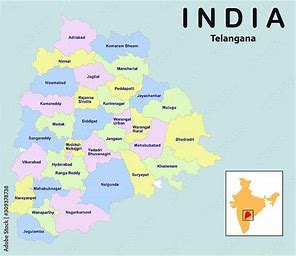 INDIA
Telangana
Adilabad
Komaram Bheem
Nirmal
Mancherial
Jagtial
Nizamabad
Peddapalli
Jayashankar
Rajanna
Sircilla
Kamareddy
Karimnagar
Mulugu
Warangal
Urban
Medak
Siddipet
Warangal
Rural
Sangareddy
Jangaon
Bhadradri
Medchal-
Malkajgiri
Mahabubabad
Yadadri
Bhuvanagiri
Hyderabad
Vikarabad
Khammam
Ranga Reddy
Suryapet
Mahabubnagar
Nalgonda
Narayanpet
Wanaparthy
Nagarkurnool
Jogulamba
Adobe Stock | #309378738